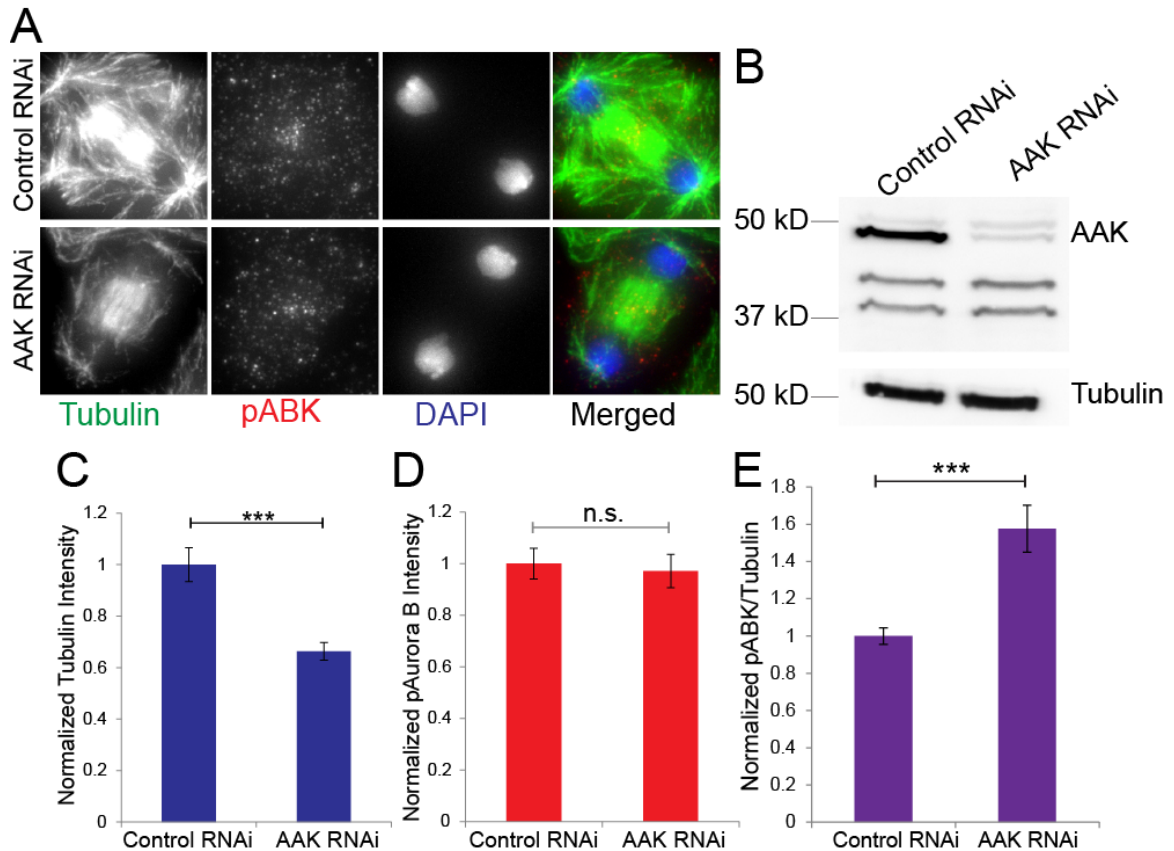 A
Control RNAi
AAK RNAi
Tubulin
pABK
DAPI
Merged
B
Control RNAi
AAK RNAi
50 kD
AAK
37 kD
50 kD
Tubulin
C
Normalized Tubulin Intensity
1.2
1
0.8
0.6
0.4
0.2
0
***
Control RNAi
AAK RNAi
D
Normalized pAurora B Intensity
1.2
1
0.8
0.6
0.4
0.2
0
n.s.
Control RNAi
AAK RNAi
E
Normalized pABK/Tubulin
1.8
1.6
1.4
1.2
1
0.8
0.6
0.4
0.2
0
***
Control RNAi
AAK RNAi